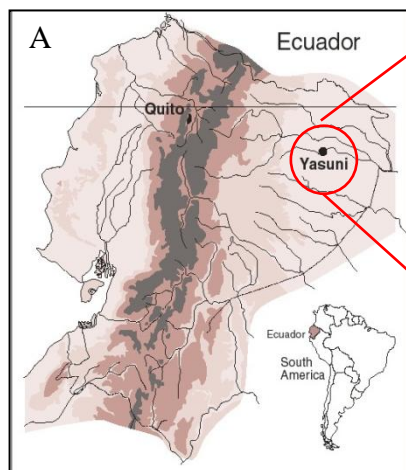 A
Ecuador
Quito
Yasuni
Ecuador
South
America